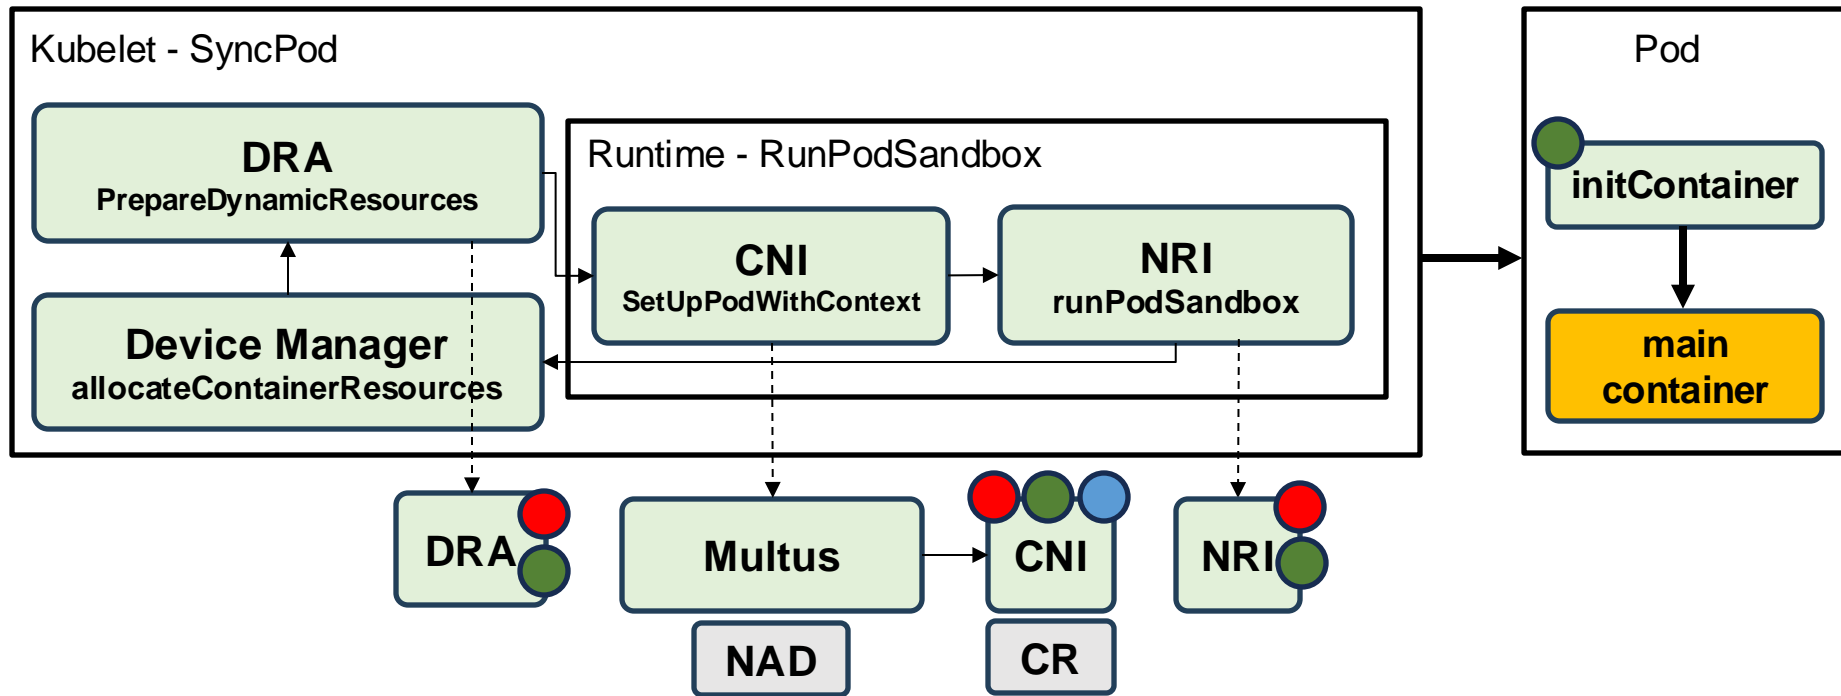 Kubelet - SyncPod
DRA
PrepareDynamicResources
Device Manager
allocateContainerResources
Runtime - RunPodSandbox
CNI
SetUpPodWithContext
NRI
runPodSandbox
Pod
initContainer
main
container
DRA
Multus
CNI
NRI
NAD
CR